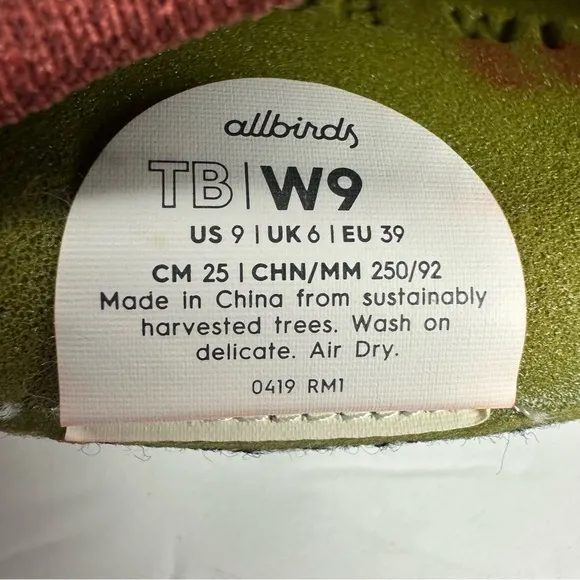 allbirds
TB | W9
US 9 | UK 6 | EU 39
CM 25 | CHN/MM 250/92
Made in China from sustainably
harvested trees. Wash on
delicate. Air Dry.
0419 RM1